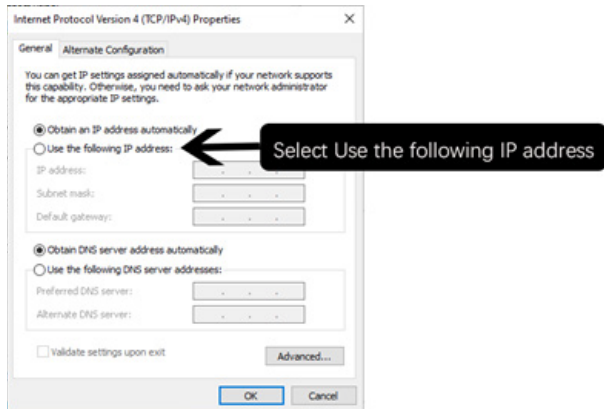 Internet Protocol Version 4 (TCP/IPv4) Properties
General
Alternate Configuration
You can get IP settings assigned automatically if your network supports
this capability. Otherwise, you need to ask your network administrator
for the appropriate IP settings.
Obtain an IP address automatically
Use the following IP address:
Select Use the following IP address
IP address:
Subnet mask:
Default gateway:
Obtain DNS server address automatically
Use the following DNS server addresses:
Preferred DNS server:
Alternate DNS server:
Validate settings upon exit
Advanced...
OK
Cancel